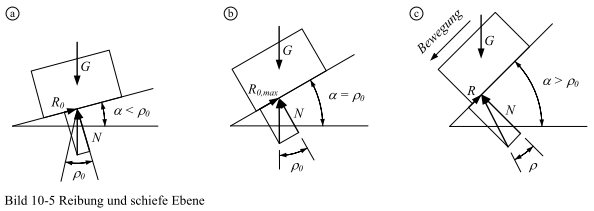 a
G
R₀
N
α < ρ₀
ρ₀
b
G
R₀,max
N
α = ρ₀
ρ₀
c
Bewegung
G
R
N
α > ρ₀
ρ
Bild 10-5 Reibung und schiefe Ebene